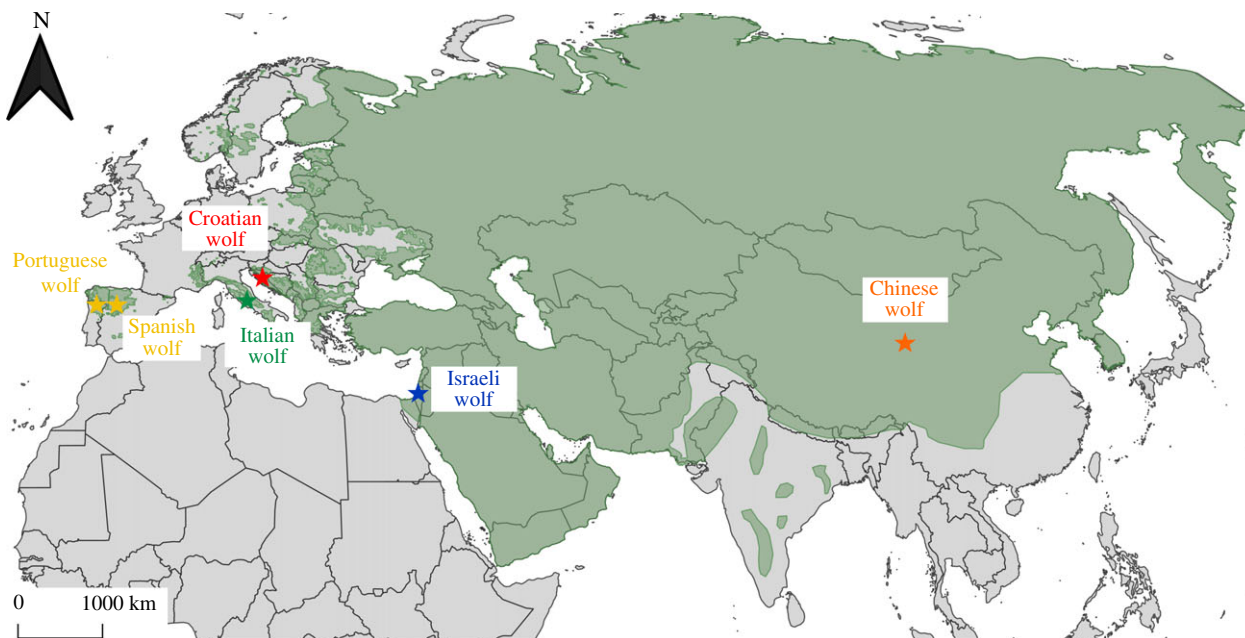 N
Croatian
wolf
Portuguese
wolf
Spanish
wolf
Italian
wolf
Israeli
wolf
Chinese
wolf
0 1000 km